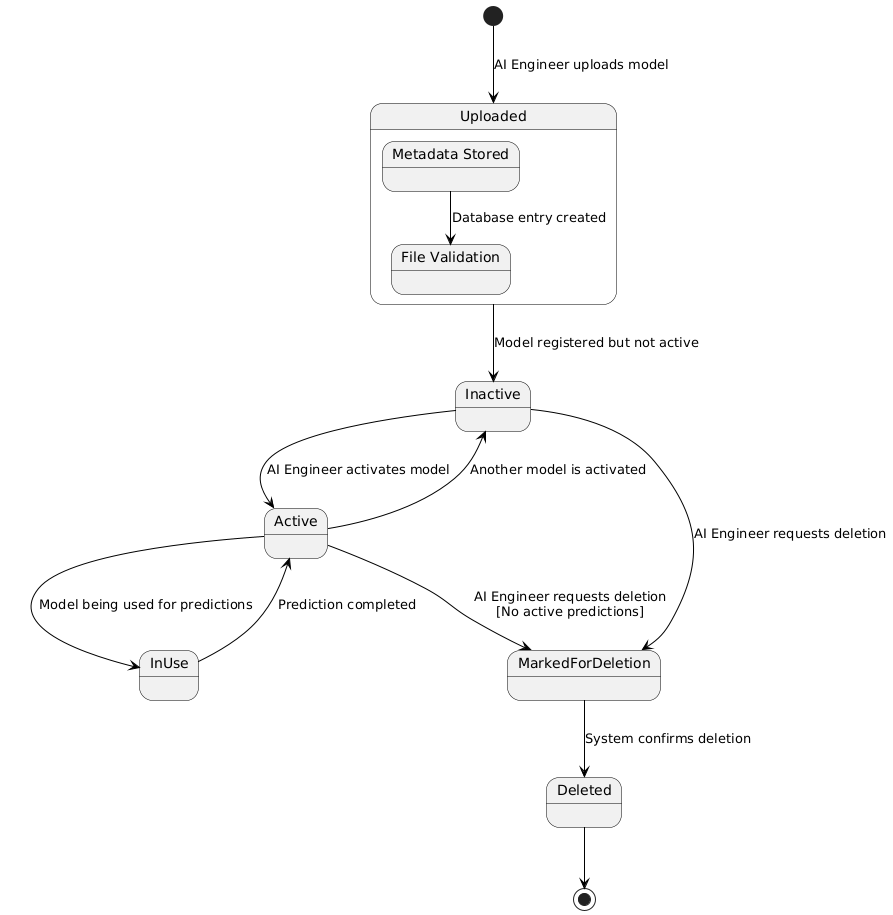 AI Engineer uploads model
Uploaded
Metadata Stored
Database entry created
File Validation
Model registered but not active
Inactive
AI Engineer activates model
Another model is activated
AI Engineer requests deletion
Active
AI Engineer requests deletion
[No active predictions]
Model being used for predictions
Prediction completed
InUse
MarkedForDeletion
System confirms deletion
Deleted